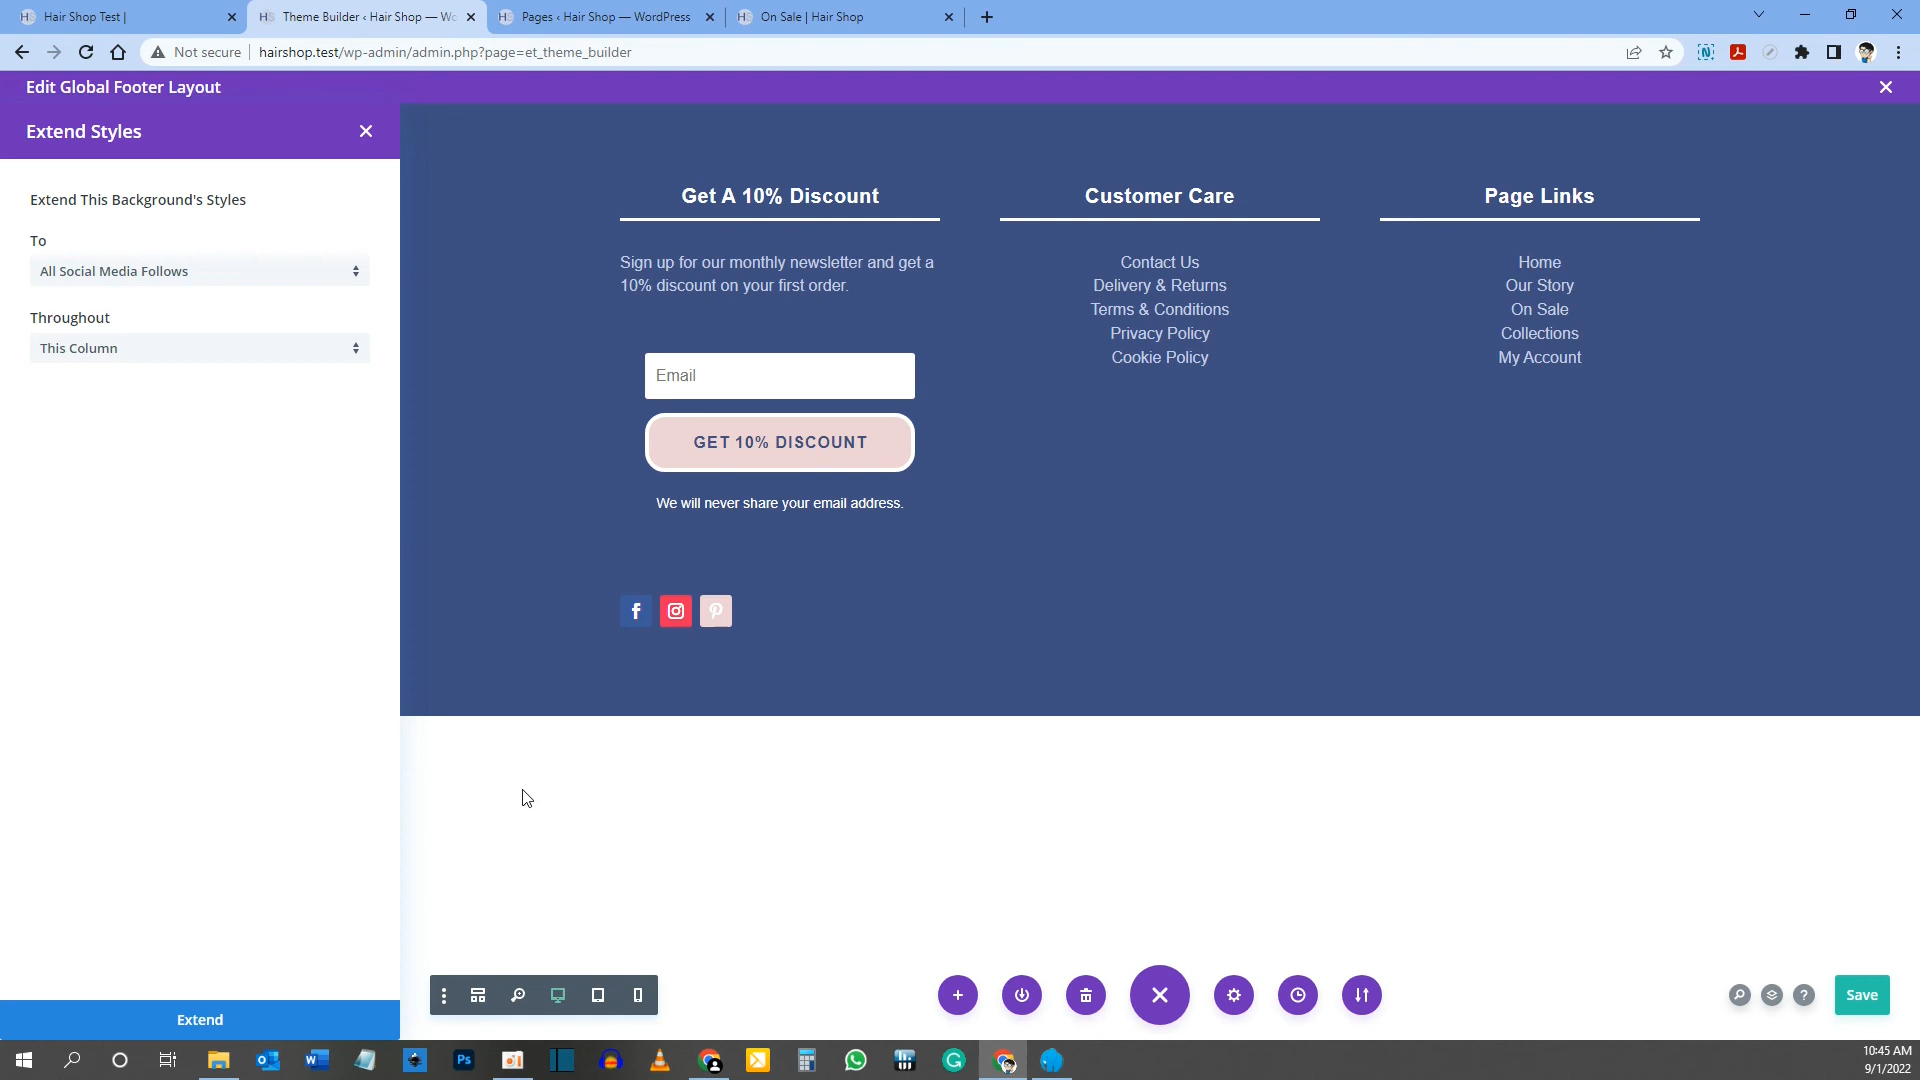 Hair Shop Test |
Theme Builder ‹ Hair Shop — Wo
Pages ‹ Hair Shop — WordPress
On Sale | Hair Shop
Not secure
hairshop.test/wp-admin/admin.php?page=et_theme_builder
Edit Global Footer Layout
Extend Styles
Extend This Background's Styles
To
All Social Media Follows
Throughout
This Column
Extend
Get A 10% Discount
Sign up for our monthly newsletter and get a
10% discount on your first order.
Email
GET 10% DISCOUNT
We will never share your email address.
Customer Care
Contact Us
Delivery & Returns
Terms & Conditions
Privacy Policy
Cookie Policy
Page Links
Home
Our Story
On Sale
Collections
My Account
Save
10:45 AM
9/1/2022